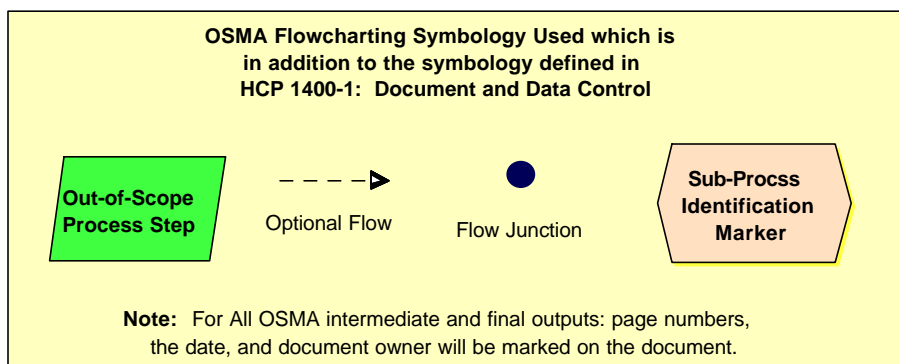 OSMA Flowcharting Symbology Used which is
in addition to the symbology defined in
HCP 1400-1: Document and Data Control
Out-of-Scope
Process Step
Optional Flow
Flow Junction
Sub-Procss
Identification
Marker
Note: For All OSMA intermediate and final outputs: page numbers,
the date, and document owner will be marked on the document.